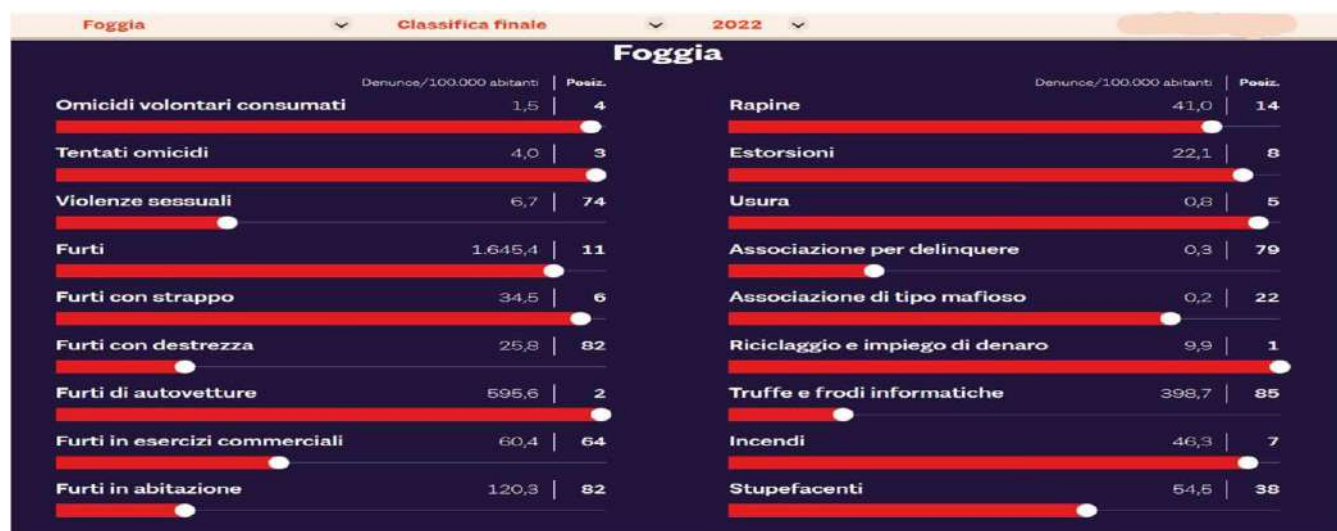 Foggia Classifica finale 2022
Foggia
Denunce/100.000 abitanti Posiz.
Omicidi volontari consumati 1,5 4
Tentati omicidi 4,0 3
Violenze sessuali 6,7 74
Furti 1.645,4 11
Furti con strappo 34,5 6
Furti con destrezza 25,8 82
Furti di autovetture 595,6 2
Furti in esercizi commerciali 60,4 64
Furti in abitazione 120,3 82
Denunce/100.000 abitanti Posiz.
Rapine 41,0 14
Estorsioni 22,1 8
Usura 0,8 5
Associazione per delinquere 0,3 79
Associazione di tipo mafioso 0,2 22
Riciclaggio e impiego di denaro 9,9 1
Truffe e frodi informatiche 398,7 85
Incendi 46,3 7
Stupefacenti 54,5 38